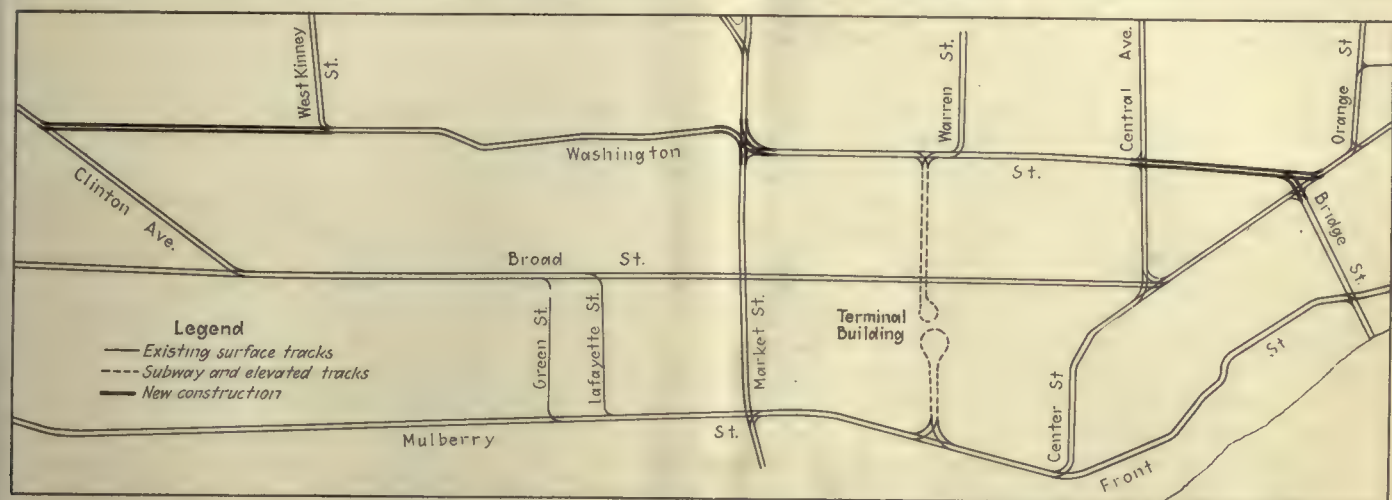 West Kinney
St.
Warren St.
Central Ave.
Orange St
Washington St.
Clinton Ave.
Bridge St.
Broad St.
Green St.
Lafayette St.
Market St.
Terminal
Building
Legend
Existing surface tracks
Subway and elevated tracks
New construction
Center St
Front St
Mulberry St.